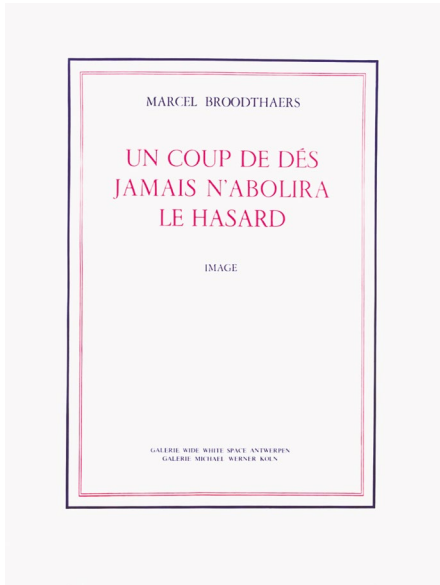 MARCEL BROODTHAERS
UN COUP DE DÉS
JAMAIS N'ABOLIRA
LE HASARD
IMAGE
GALERIE WIDE WHITE SPACE ANTWERPEN
GALERIE MICHAEL WERNER KÖLN